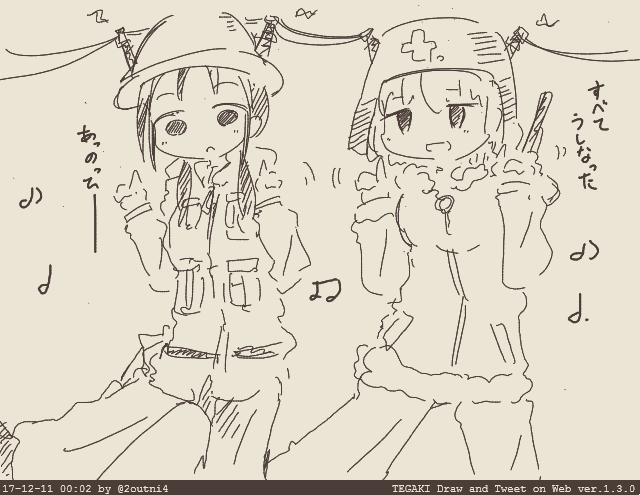 すべて
うしなった
あっのっひ
17-12-11 00:02 by @2outni4
TEGAKI Draw and Tweet on Web ver.1.3.0